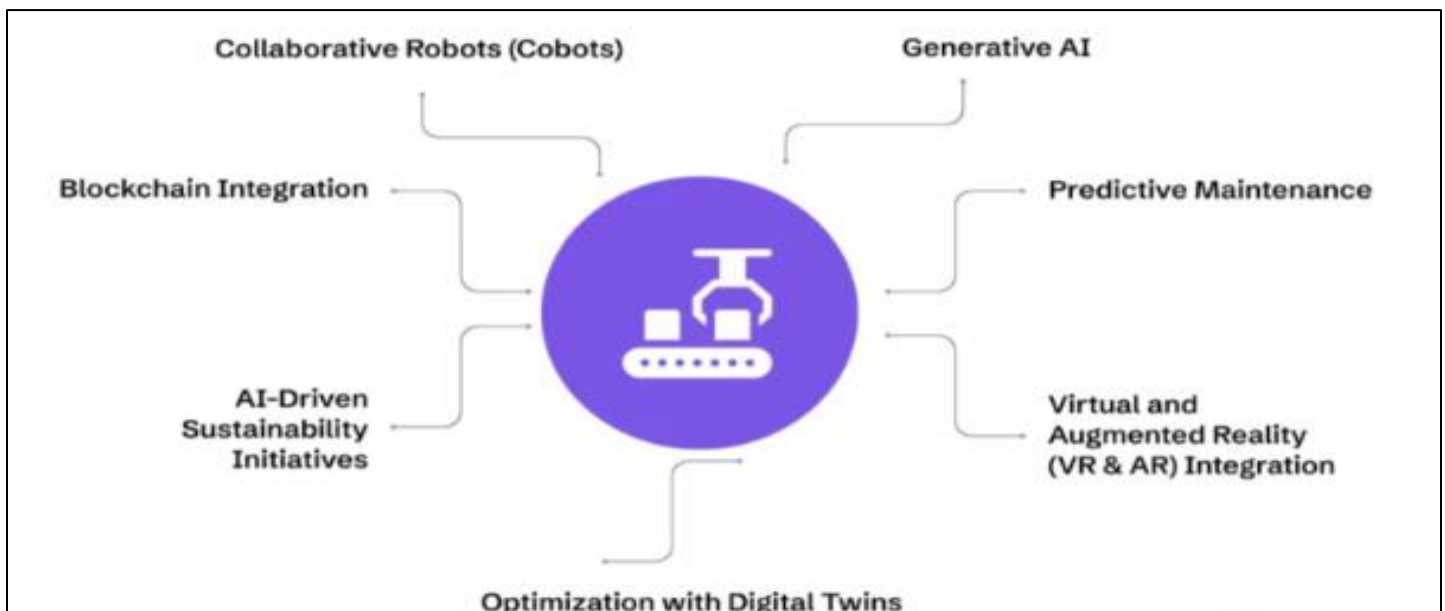 Collaborative Robots (Cobots)
Generative AI
Blockchain Integration
Predictive Maintenance
AI-Driven
Sustainability
Initiatives
Virtual and
Augmented Reality
(VR & AR) Integration
Optimization with Digital Twins